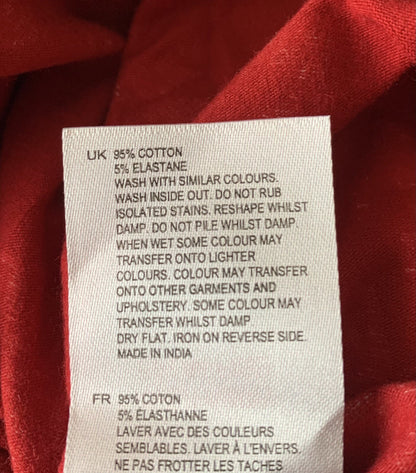 UK 95% COTTON
5% ELASTANE
WASH WITH SIMILAR COLOURS.
WASH INSIDE OUT. DO NOT RUB
ISOLATED STAINS. RESHAPE WHILST
DAMP. DO NOT PILE WHILST DAMP.
WHEN WET SOME COLOUR MAY
TRANSFER ONTO LIGHTER
COLOURS. COLOUR MAY TRANSFER
ONTO OTHER GARMENTS AND
UPHOLSTERY. SOME COLOUR MAY
TRANSFER WHILST DAMP
DRY FLAT. IRON ON REVERSE SIDE.
MADE IN INDIA
FR 95% COTON
5% ÉLASTHANNE
LAVER AVEC DES COULEURS
SEMBLABLES. LAVER À L'ENVERS.
NE PAS FROTTER LES TACHES